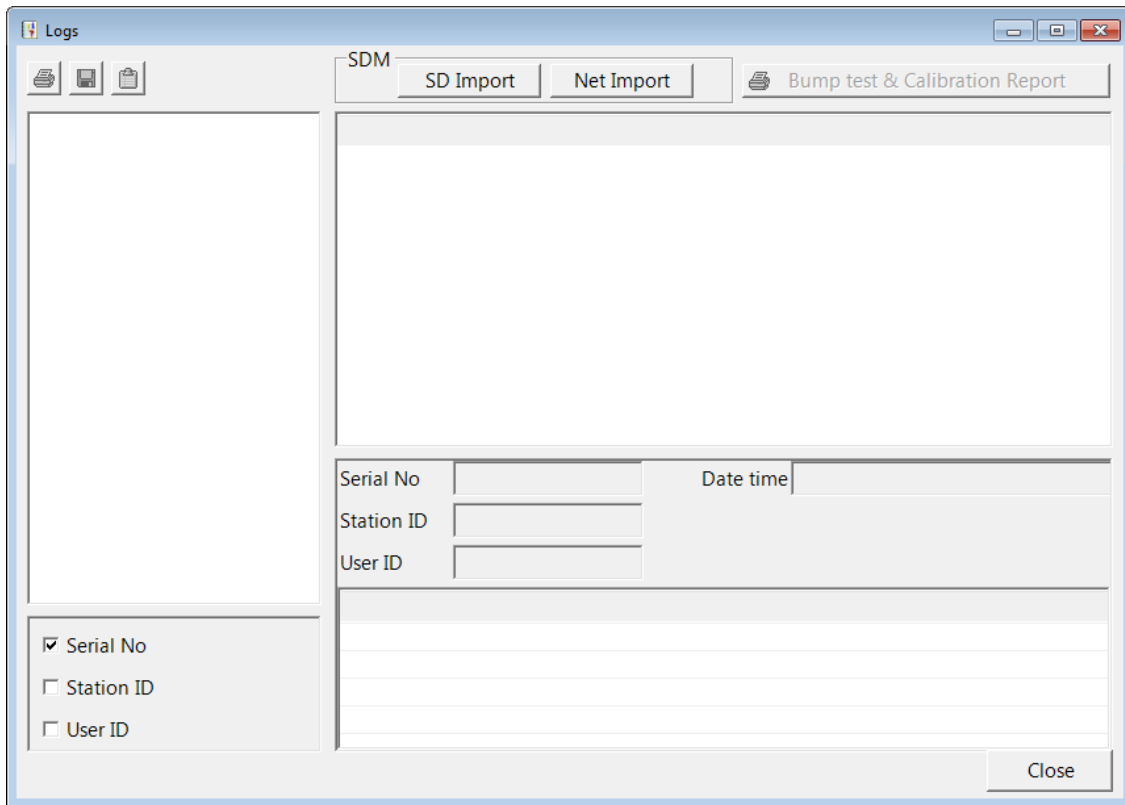 Logs
SDM
SD Import
Net Import
Bump test & Calibration Report
Serial No
Date time
Station ID
User ID
Serial No
Station ID
User ID
Close